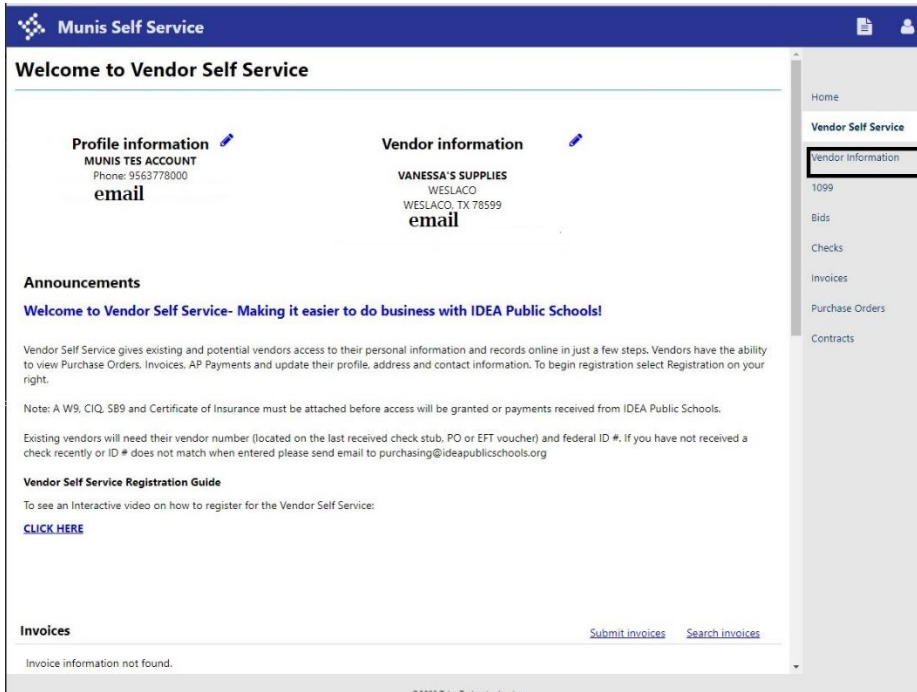 Munis Self Service
Welcome to Vendor Self Service
Profile information
MUNIS TES ACCOUNT
Phone: 9563778000
email
Vendor information
VANESSA'S SUPPLIES
WESLACO
WESLACO, TX 78599
email
Announcements
Welcome to Vendor Self Service- Making it easier to do business with IDEA Public Schools!
Vendor Self Service gives existing and potential vendors access to their personal information and records online in just a few steps. Vendors have the ability
to view Purchase Orders, Invoices, AP Payments and update their profile, address and contact information. To begin registration select Registration on your
right.
Note: A W9, CIQ, SB9 and Certificate of Insurance must be attached before access will be granted or payments received from IDEA Public Schools.
Existing vendors will need their vendor number (located on the last received check stub, PO or EFT voucher) and federal ID #. If you have not received a
check recently or ID # does not match when entered please send email to purchasing@ideapublicschools.org
Vendor Self Service Registration Guide
To see an Interactive video on how to register for the Vendor Self Service:
CLICK HERE
Invoices
Submit invoices
Search invoices
Invoice information not found.
Home
Vendor Self Service
Vendor Information
1099
Bids
Checks
Invoices
Purchase Orders
Contracts